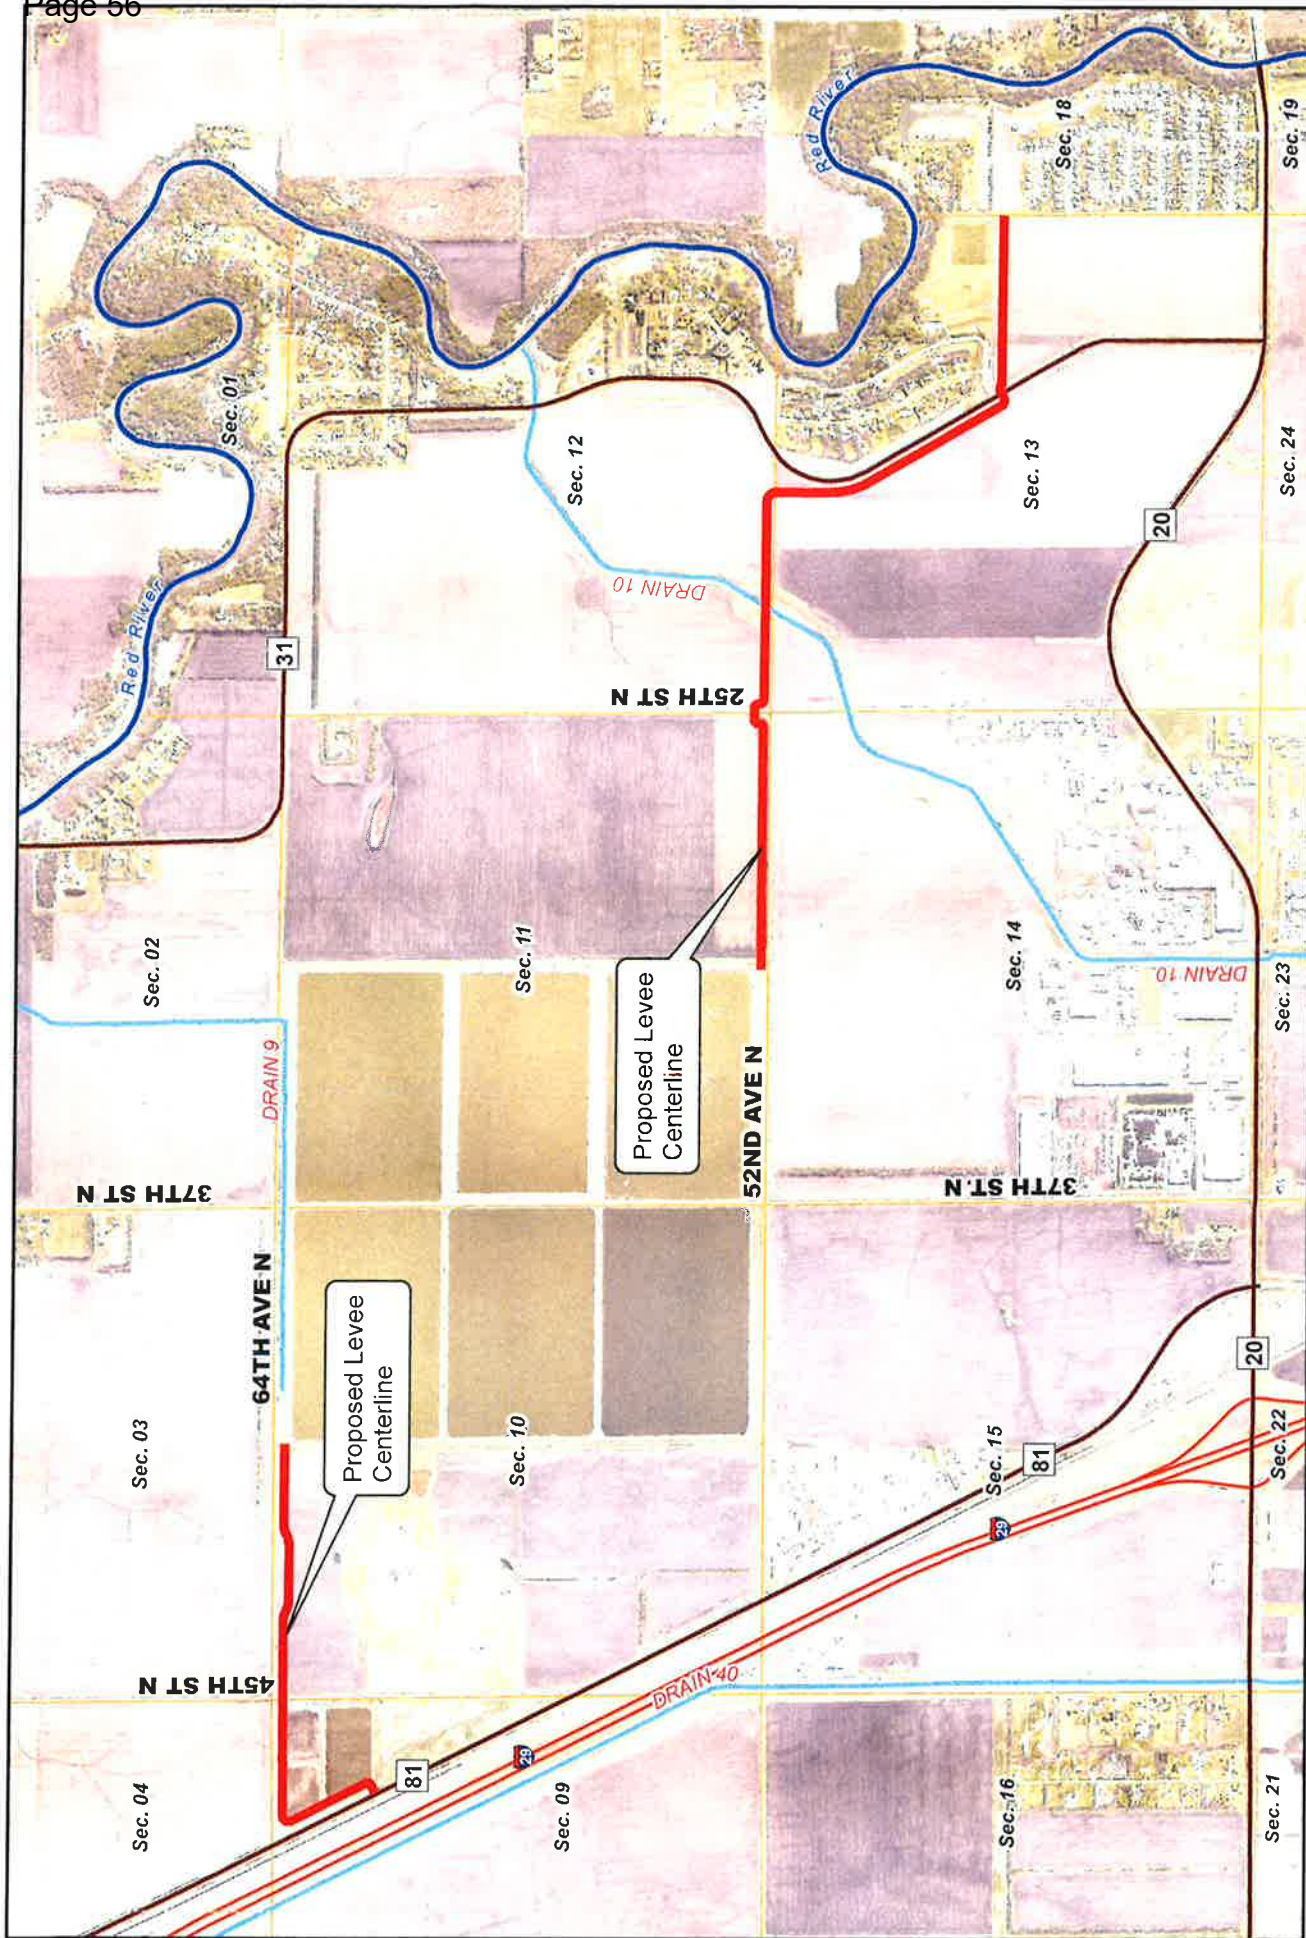 Page 56
Red River
Red River
Sec. 18
Sec. 19
Sec. 01
Sec. 12
Sec. 13
Sec. 24
20
DRAIN 10
31
25TH ST N
Sec. 02
Sec. 11
Sec. 14
DRAIN 10
Sec. 23
DRAIN 9
Proposed Levee
Centerline
52ND AVE N
37TH ST N
37TH ST N
64TH AVE N
Proposed Levee
Centerline
Sec. 03
Sec. 10
Sec. 15
81
20
Sec. 22
29
45TH ST N
DRAIN 40
81
29
Sec. 04
Sec. 09
Sec. 16
Sec. 21